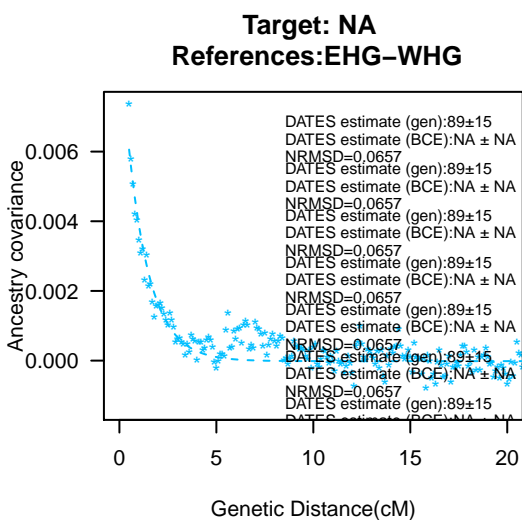 Target: NA
References:EHG−WHG
Ancestry covariance
0.006
0.004
0.002
0.000
DATES estimate (gen):89±15
DATES estimate (BCE):NA ± NA
NRMSD=0.0657
DATES estimate (gen):89±15
DATES estimate (BCE):NA ± NA
NRMSD=0.0657
DATES estimate (gen):89±15
DATES estimate (BCE):NA ± NA
NRMSD=0.0657
DATES estimate (gen):89±15
DATES estimate (BCE):NA ± NA
NRMSD=0.0657
DATES estimate (gen):89±15
DATES estimate (BCE):NA ± NA
NRMSD=0.0657
DATES estimate (gen):89±15
DATES estimate (BCE):NA ± NA
NRMSD=0.0657
DATES estimate (gen):89±15
DATES estimate (BCE):NA ± NA
0 5 10 15 20
Genetic Distance(cM)